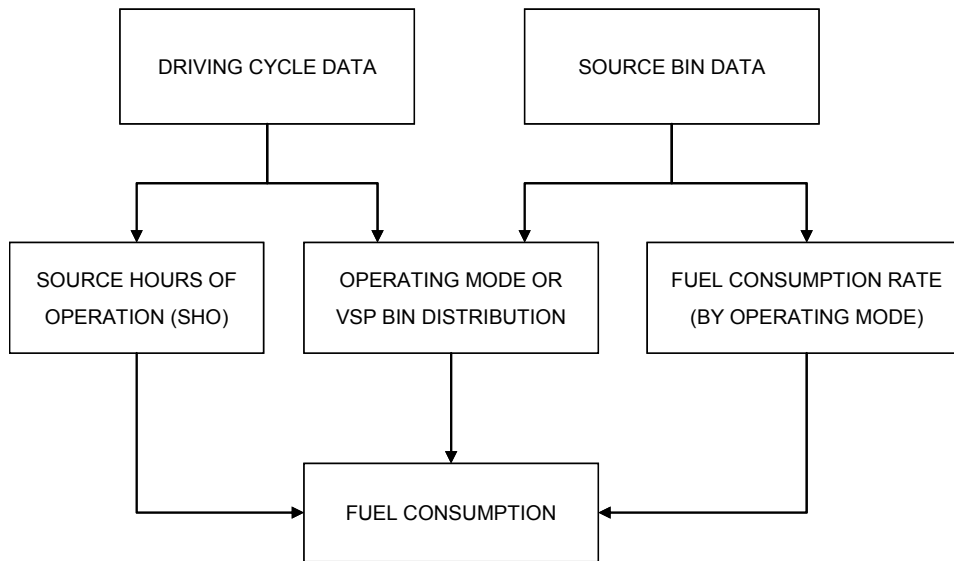 DRIVING CYCLE DATA
SOURCE BIN DATA
SOURCE HOURS OF
OPERATION (SHO)
OPERATING MODE OR
VSP BIN DISTRIBUTION
FUEL CONSUMPTION RATE
(BY OPERATING MODE)
FUEL CONSUMPTION